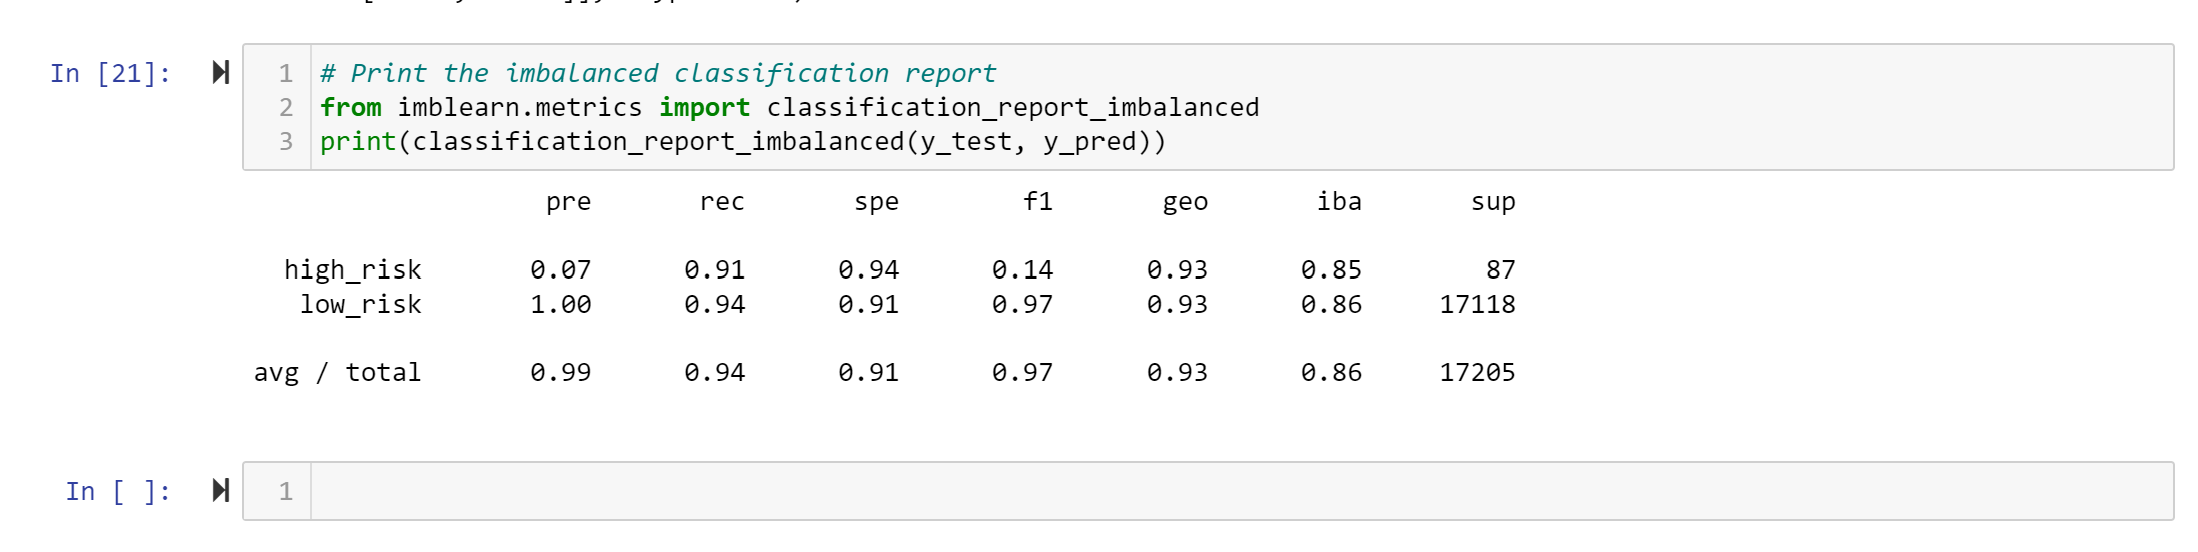 In [21]:
1 # Print the imbalanced classification report
2 from imblearn.metrics import classification_report_imbalanced
3 print(classification_report_imbalanced(y_test, y_pred))
pre rec spe f1 geo iba sup
high_risk 0.07 0.91 0.94 0.14 0.93 0.85 87
low_risk 1.00 0.94 0.91 0.97 0.93 0.86 17118
avg / total 0.99 0.94 0.91 0.97 0.93 0.86 17205
In [ ]:
1